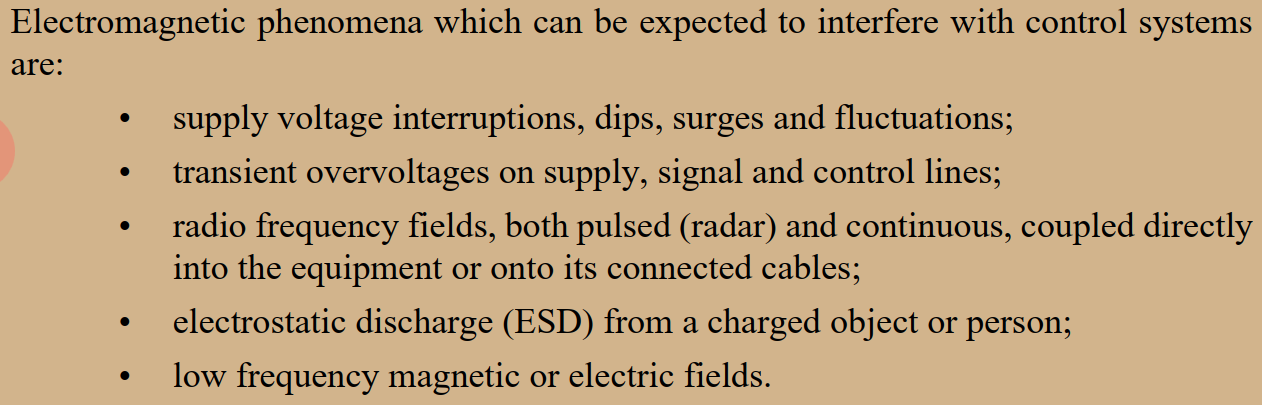 Electromagnetic phenomena which can be expected to interfere with control systems
are:
• supply voltage interruptions, dips, surges and fluctuations;
• transient overvoltages on supply, signal and control lines;
• radio frequency fields, both pulsed (radar) and continuous, coupled directly
into the equipment or onto its connected cables;
• electrostatic discharge (ESD) from a charged object or person;
• low frequency magnetic or electric fields.